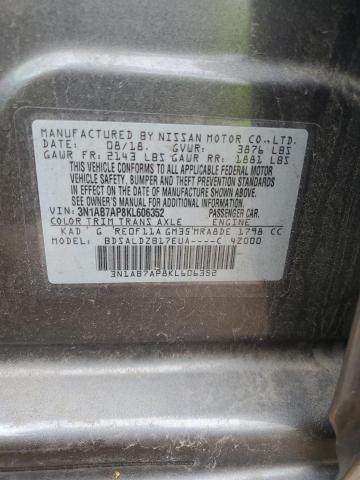 MANUFACTURED BY NISSAN MOTOR CO., LTD.
DATE: 08/18. GVWR: 3876 LBS
GAWR FR: 2143 LBS GAWR RR: 1881 LBS
THIS VEHICLE CONFORMS TO ALL APPLICABLE FEDERAL MOTOR
VEHICLE SAFETY, BUMPER AND THEFT PREVENTION STANDARDS
IN EFFECT ON THE DATE OF MANUFACTURE SHOWN ABOVE.
SEE OWNER'S MANUAL FOR ADDITIONAL INFORMATION.
VIN: 3N1AB7AP8KL606352 PASSENGER CAR
COLOR TRIM TRANS AXLE ENGINE
KAD G RE0F11A GM35 MRA8DE 1798 CC
MODEL: BDSALDZB17EUA----C 4Z000
3N1AB7AP8KL606352